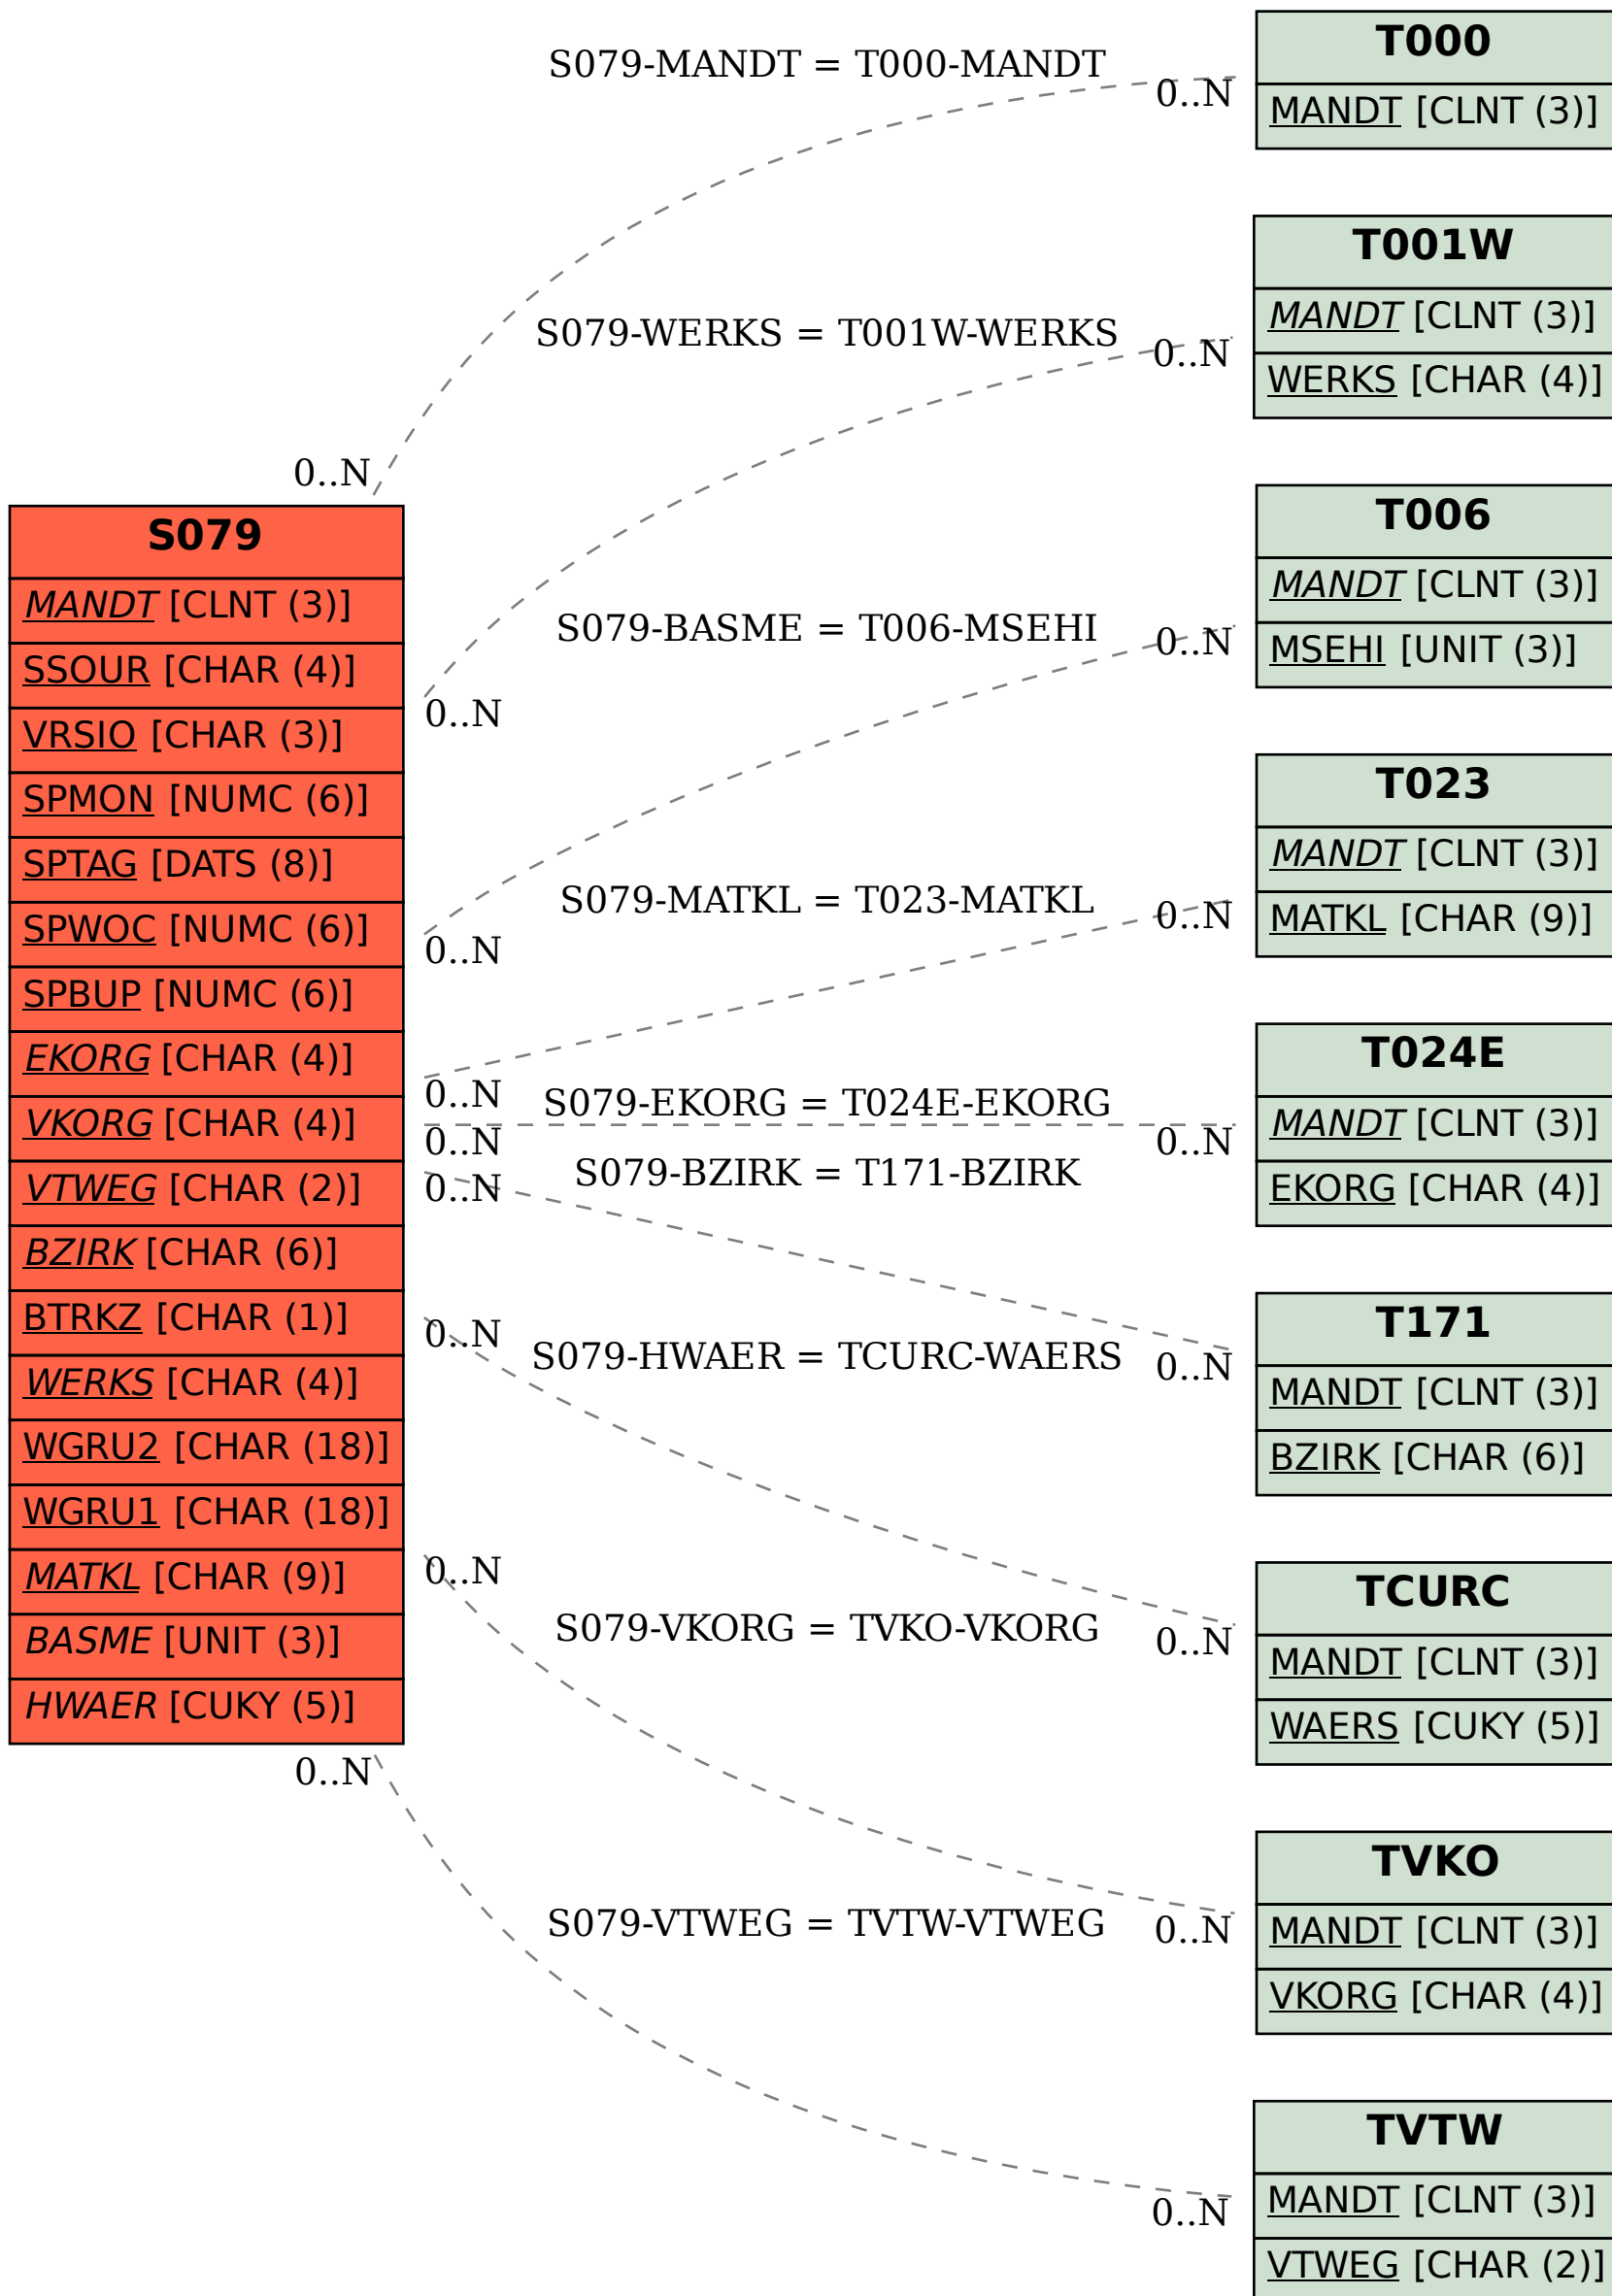 S079
MANDT [CLNT (3)]
SSOUR [CHAR (4)]
VRSIO [CHAR (3)]
SPMON [NUMC (6)]
SPTAG [DATS (8)]
SPWOC [NUMC (6)]
SPBUP [NUMC (6)]
EKORG [CHAR (4)]
VKORG [CHAR (4)]
VTWEG [CHAR (2)]
BZIRK [CHAR (6)]
BTRKZ [CHAR (1)]
WERKS [CHAR (4)]
WGRU2 [CHAR (18)]
WGRU1 [CHAR (18)]
MATKL [CHAR (9)]
BASME [UNIT (3)]
HWAER [CUKY (5)]
S079-MANDT = T000-MANDT
0..N
0..N
S079-WERKS = T001W-WERKS
0..N
0..N
S079-BASME = T006-MSEHI
0..N
0..N
S079-MATKL = T023-MATKL
0..N
0..N
S079-EKORG = T024E-EKORG
0..N
0..N
S079-BZIRK = T171-BZIRK
0..N
0..N
S079-HWAER = TCURC-WAERS
0..N
0..N
S079-VKORG = TVKO-VKORG
0..N
0..N
S079-VTWEG = TVTW-VTWEG
0..N
0..N
T000
MANDT [CLNT (3)]
T001W
MANDT [CLNT (3)]
WERKS [CHAR (4)]
T006
MANDT [CLNT (3)]
MSEHI [UNIT (3)]
T023
MANDT [CLNT (3)]
MATKL [CHAR (9)]
T024E
MANDT [CLNT (3)]
EKORG [CHAR (4)]
T171
MANDT [CLNT (3)]
BZIRK [CHAR (6)]
TCURC
MANDT [CLNT (3)]
WAERS [CUKY (5)]
TVKO
MANDT [CLNT (3)]
VKORG [CHAR (4)]
TVTW
MANDT [CLNT (3)]
VTWEG [CHAR (2)]